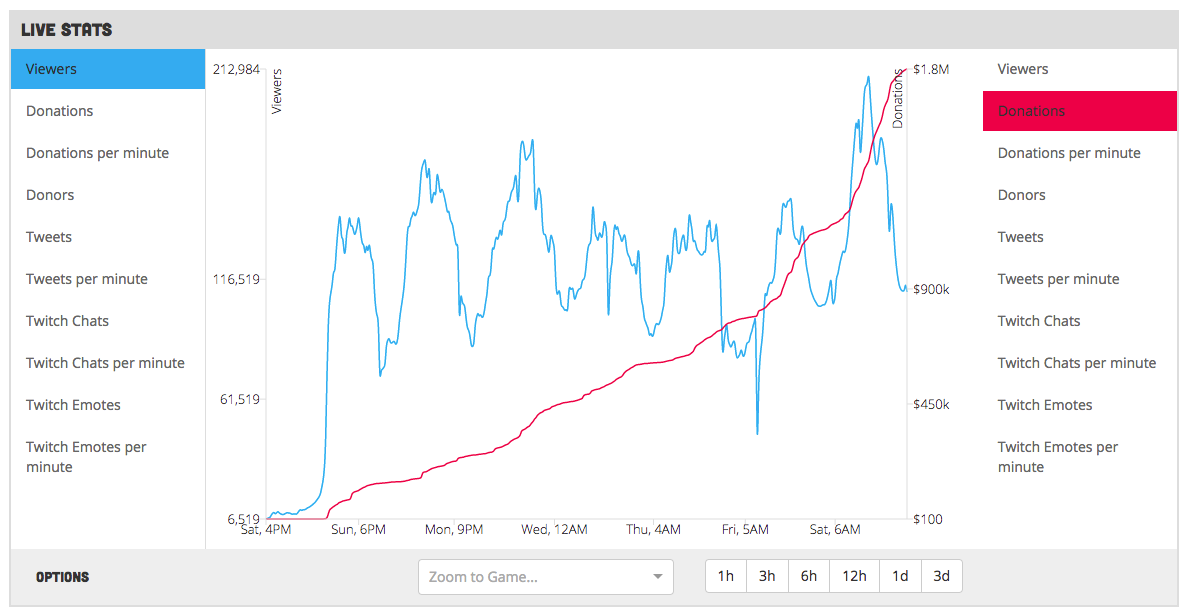 LIVE STATS
Viewers
Donations
Donations per minute
Donors
Tweets
Tweets per minute
Twitch Chats
Twitch Chats per minute
Twitch Emotes
Twitch Emotes per
minute
212,984
116,519
61,519
6,519
Viewers
Sat, 4PM
Sun, 6PM
Mon, 9PM
Wed, 12AM
Thu, 4AM
Fri, 5AM
Sat, 6AM
Donations
$1.8M
$900k
$450k
$100
Viewers
Donations
Donations per minute
Donors
Tweets
Tweets per minute
Twitch Chats
Twitch Chats per minute
Twitch Emotes
Twitch Emotes per
minute
OPTIONS
Zoom to Game...
1h
3h
6h
12h
1d
3d